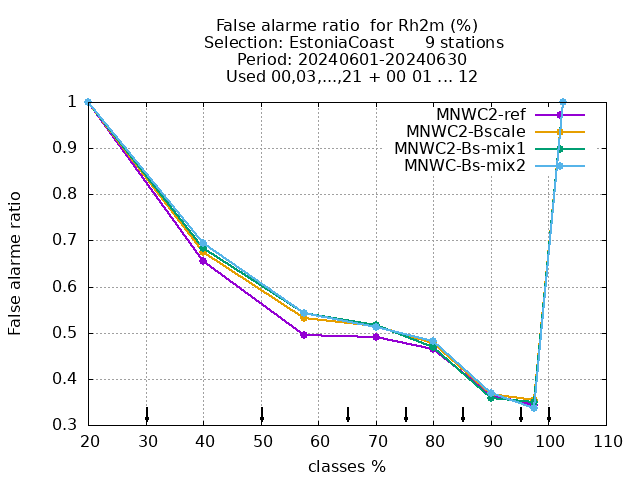 False alarme ratio  for Rh2m (%)
Selection: EstoniaCoast      9 stations
Period: 20240601-20240630
Used 00,03,...,21 + 00 01 ... 12
MNWC2-ref
MNWC2-Bscale
MNWC2-Bs-mix1
MNWC-Bs-mix2
False alarme ratio
1
0.9
0.8
0.7
0.6
0.5
0.4
0.3
20 30 40 50 60 70 80 90 100 110
classes %